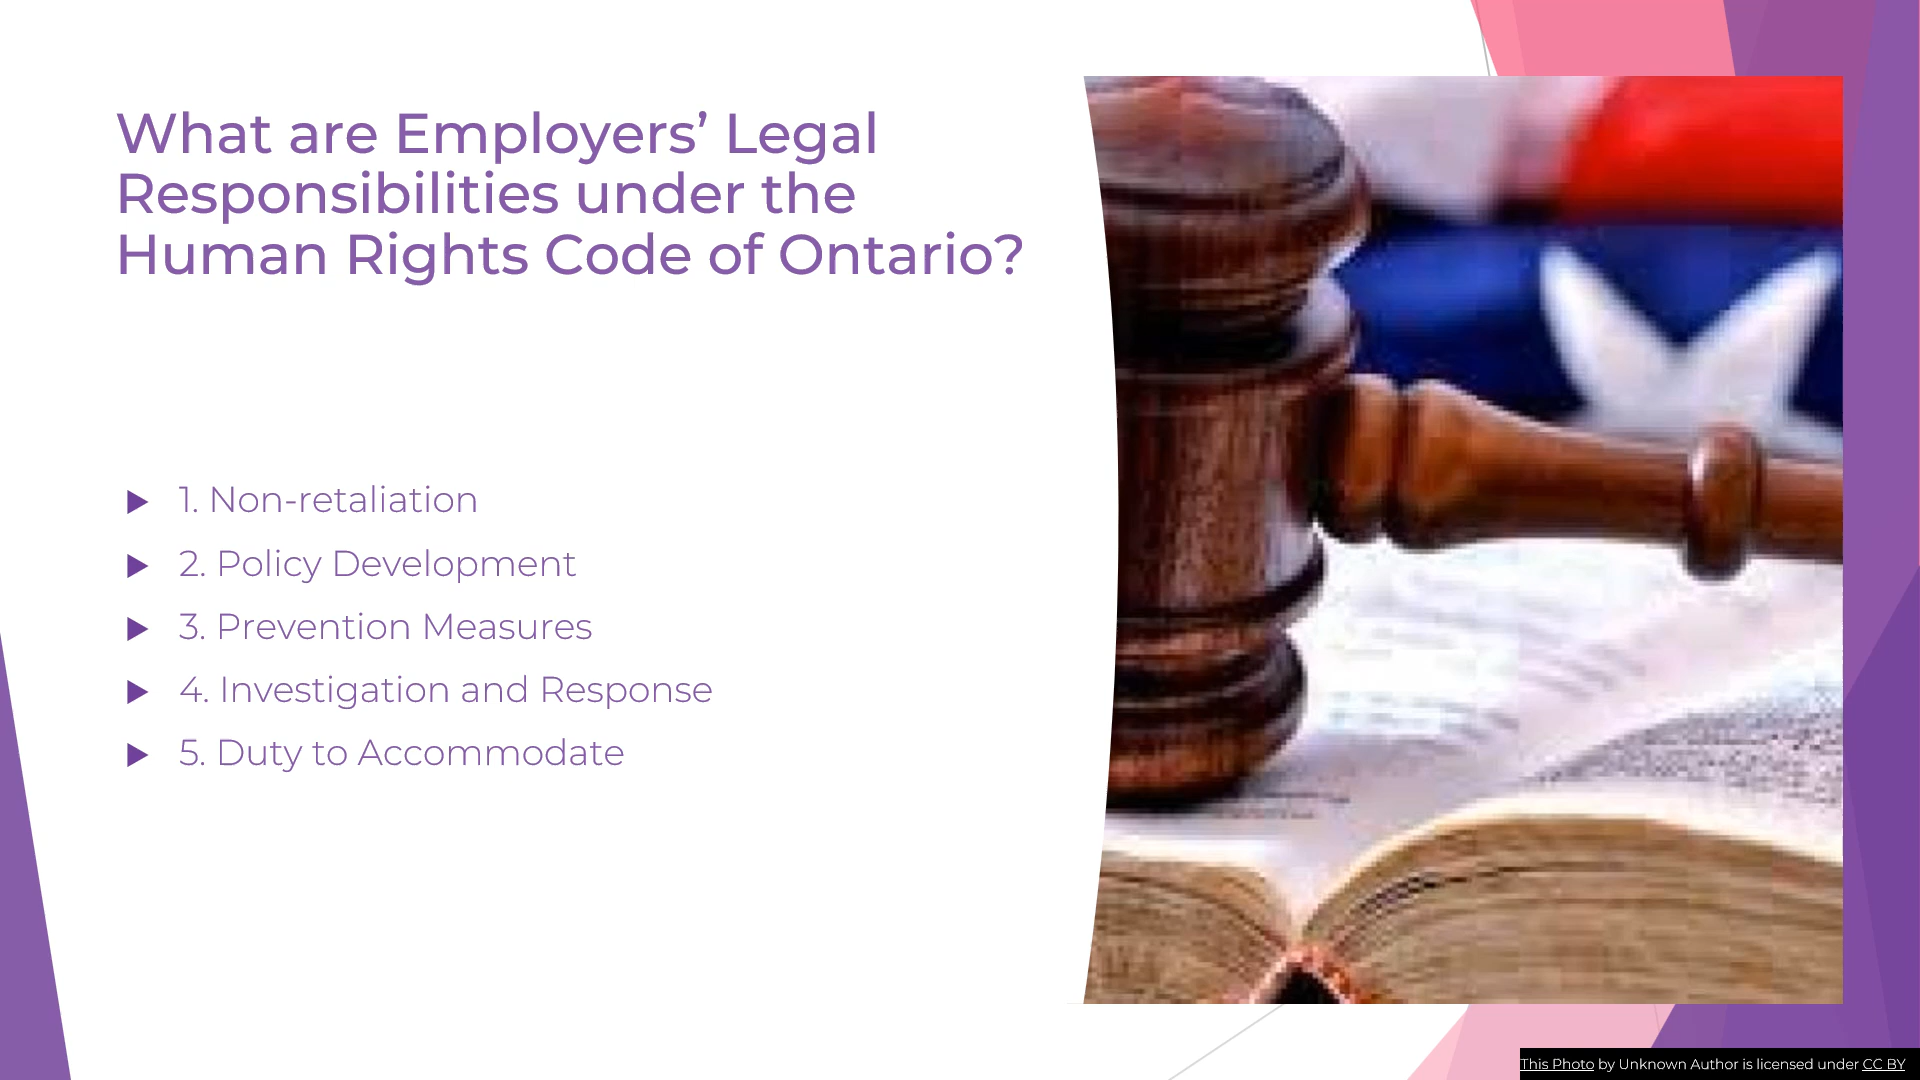 What are Employers’ Legal
Responsibilities under the
Human Rights Code of Ontario?
1. Non-retaliation
2. Policy Development
3. Prevention Measures
4. Investigation and Response
5. Duty to Accommodate
This Photo by Unknown Author is licensed under CC BY